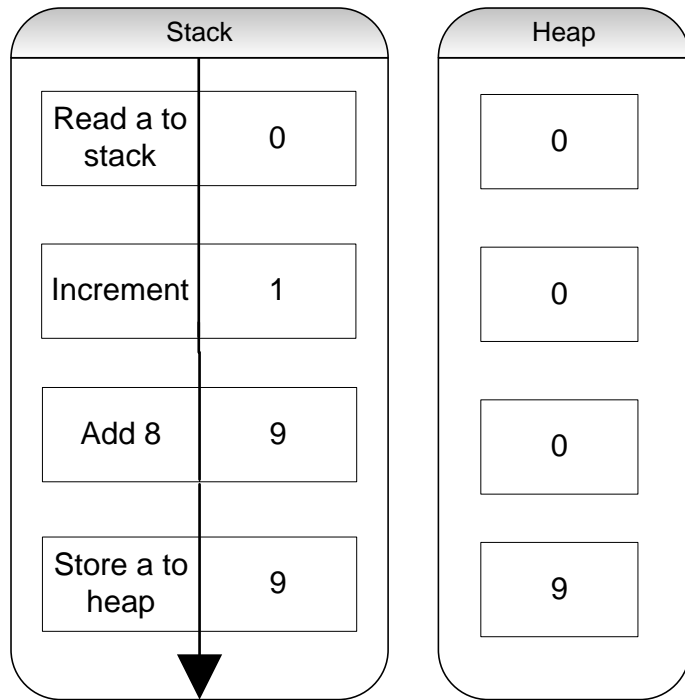 Stack
Heap
Read a to
stack
0
0
Increment
1
0
Add 8
9
0
Store a to
heap
9
9